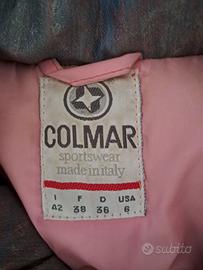 COLMAR
sportswear
made in italy
I F D USA
42 38 36 6
subito